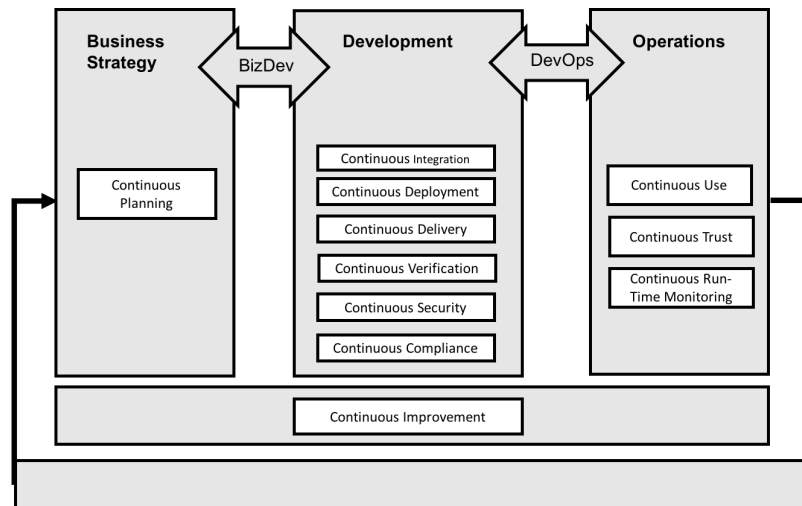 Business
Strategy
BizDev
Development
DevOps
Operations
Continuous
Planning
Continuous Integration
Continuous Deployment
Continuous Delivery
Continuous Verification
Continuous Security
Continuous Compliance
Continuous Use
Continuous Trust
Continuous Run-
Time Monitoring
Continuous Improvement